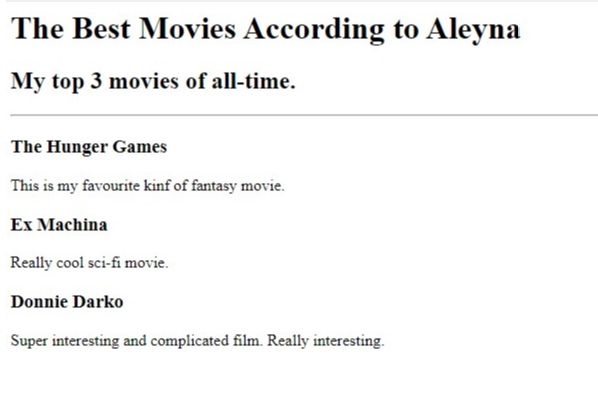 The Best Movies According to Aleyna
My top 3 movies of all-time.
The Hunger Games
This is my favourite kinf of fantasy movie.
Ex Machina
Really cool sci-fi movie.
Donnie Darko
Super interesting and complicated film. Really interesting.